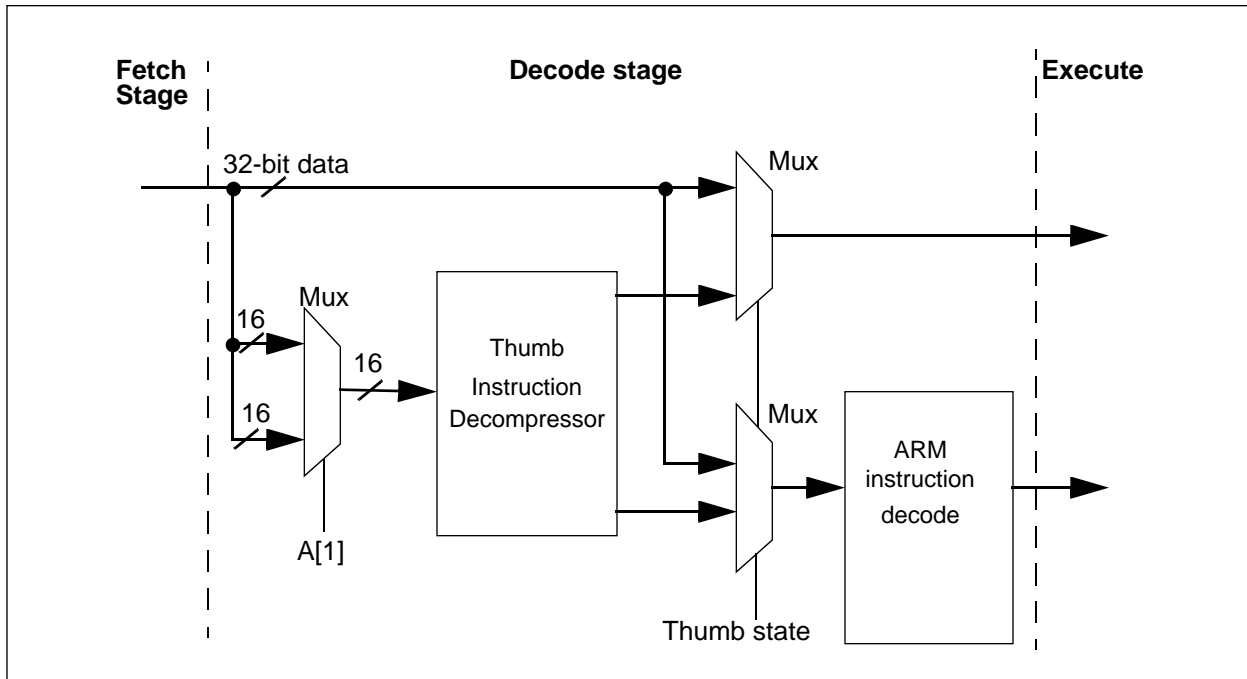 Fetch
Stage
Decode stage
Execute
32-bit data
Mux
Mux
16
16
16
Thumb
Instruction
Decompressor
Mux
ARM
instruction
decode
A[1]
Thumb state